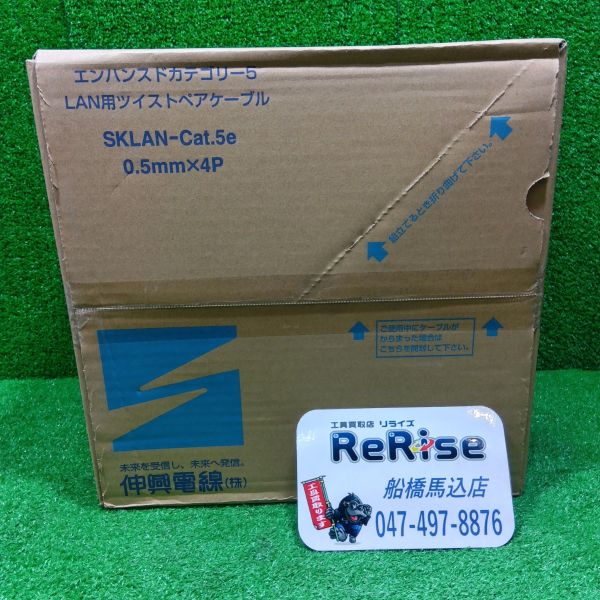 エンハンスドカテゴリー5
LAN用ツイストペアケーブル
SKLAN-Cat.5e
0.5mm×4P
組立てるとき折り曲げて下さい。
ご使用中にケーブルが
からまった場合は
こちらを開封して下さい。
未来を受信し、未来へ発信。
伸興電線(株)
工具買取店 リライズ
ReRise
工具買取ります
船橋馬込店
047-497-8876